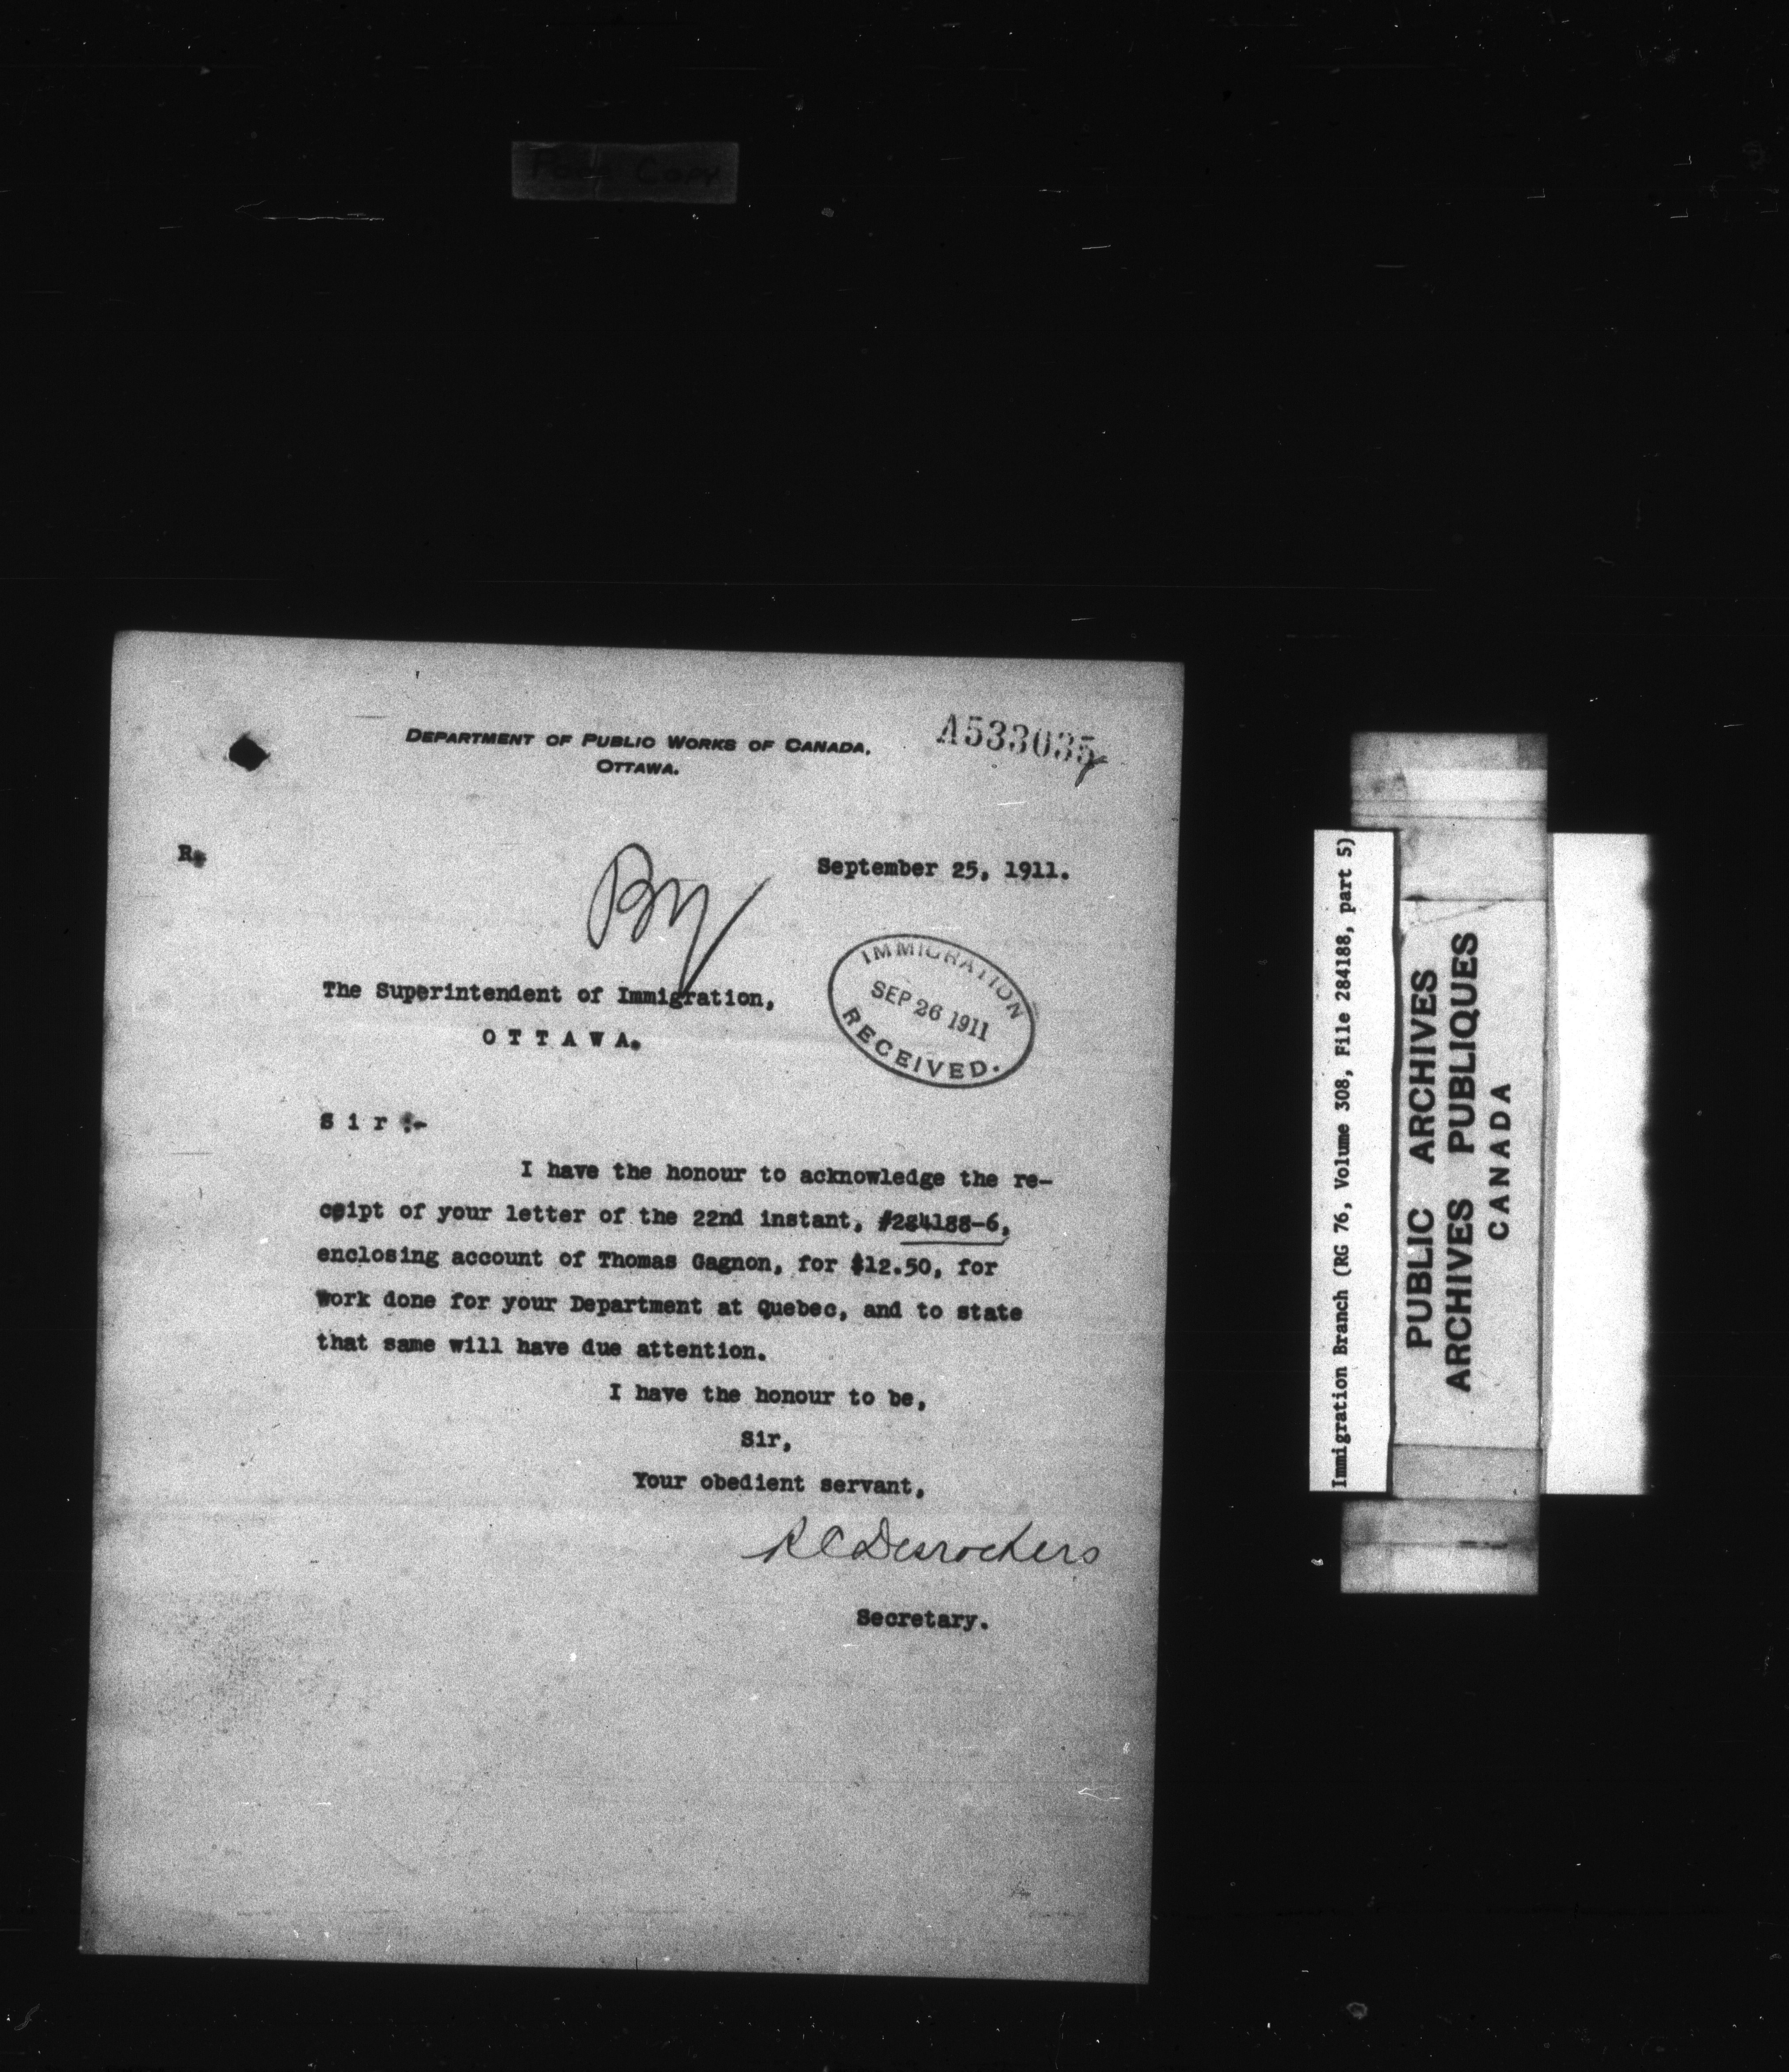 DEPARTMENT OF PUBLIC WORKS OF CANADA.
OTTAWA.
A533035
R.
September 25, 1911.
The Superintendent of Immigration,
O T T A W A.
IMMIGRATION
SEP 26 1911
RECEIVED.
S i r :-
I have the honour to acknowledge the re-
ceipt of your letter of the 22nd instant, #284188-6,
enclosing account of Thomas Gagnon, for $12.50, for
work done for your Department at Quebec, and to state
that same will have due attention.
I have the honour to be,
Sir,
Your obedient servant,
RC Desrochers
Secretary.
Immigration Branch (RG 76, Volume 308, File 284188, part 5)
PUBLIC ARCHIVES
ARCHIVES PUBLIQUES
CANADA